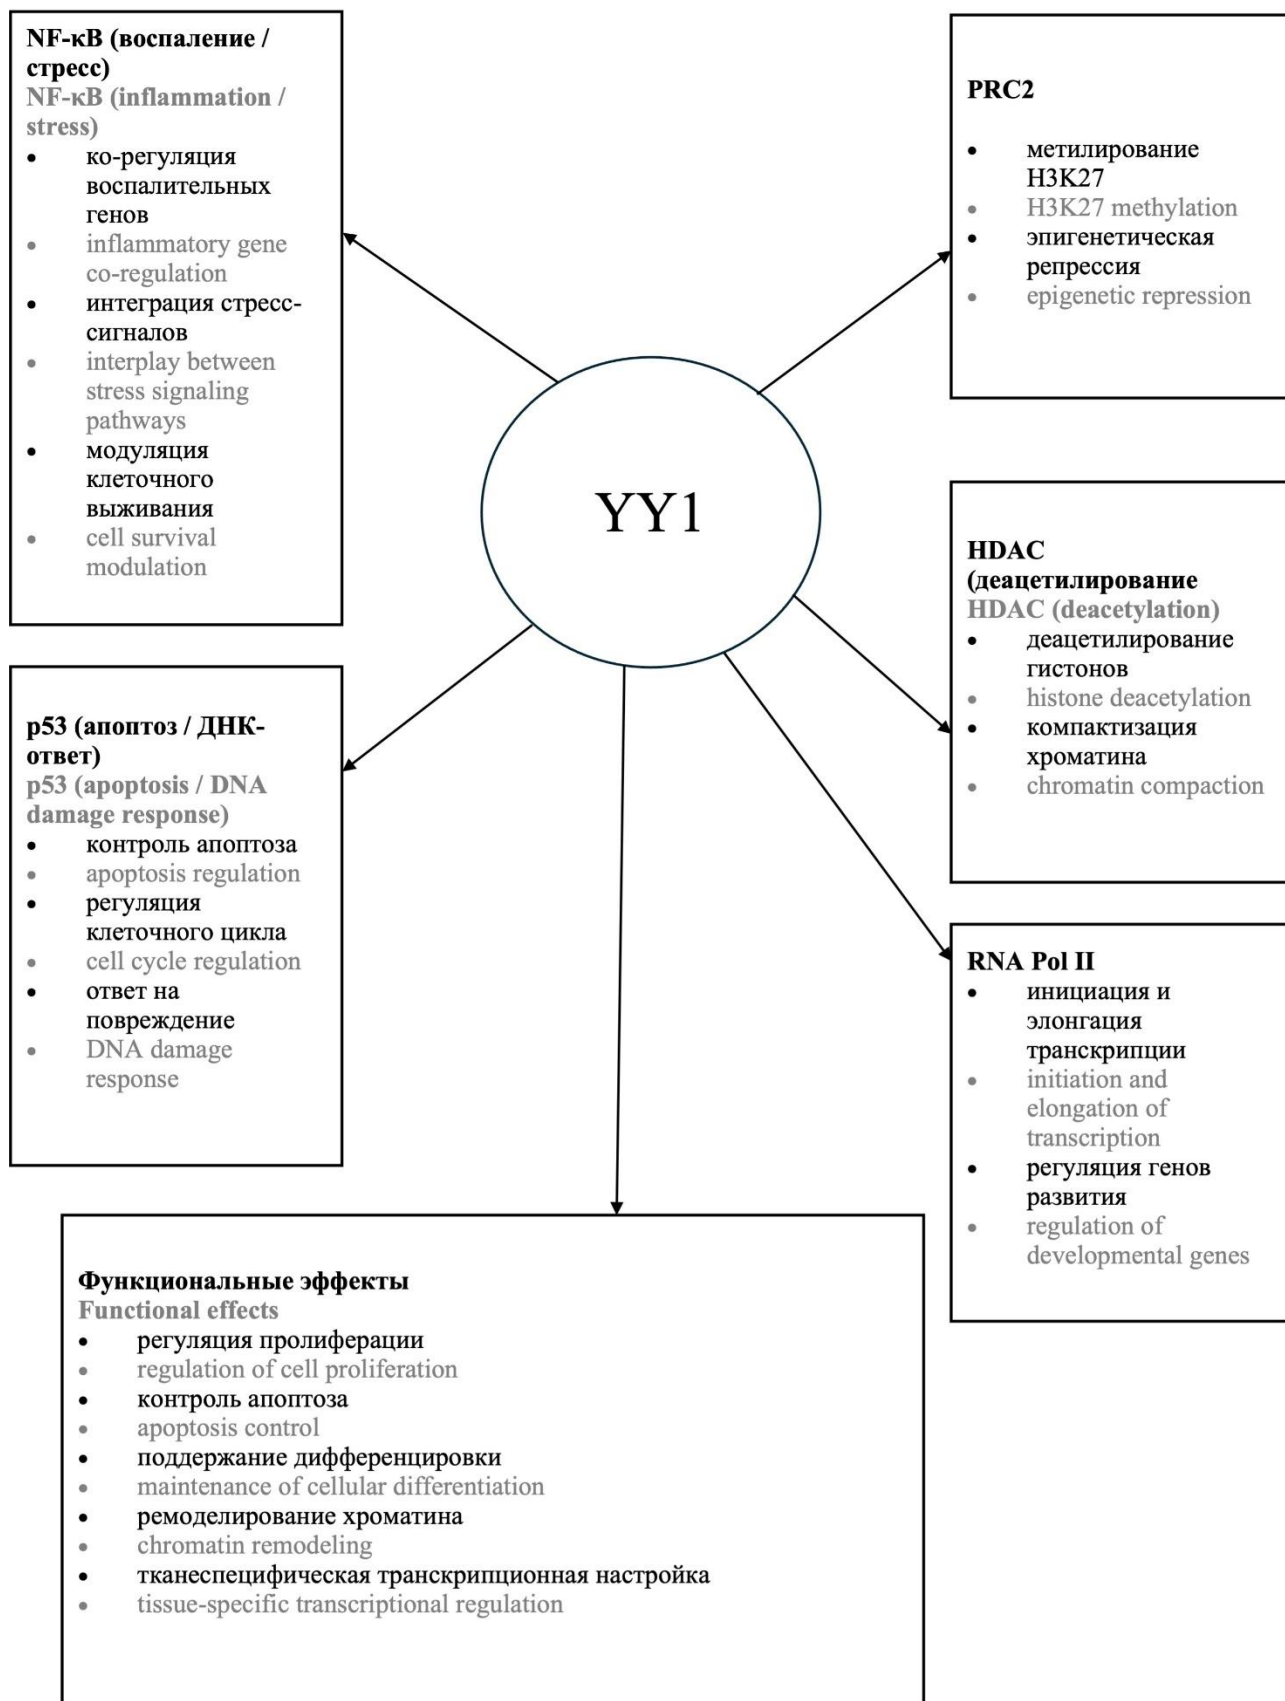 NF-κB (воспаление /
стресс)
NF-κB (inflammation /
stress)
• ко-регуляция
воспалительных
генов
• inflammatory gene
co-regulation
• интеграция стресс-
сигналов
• interplay between
stress signaling
pathways
• модуляция
клеточного
выживания
• cell survival
modulation
p53 (апоптоз / ДНК-
ответ)
p53 (apoptosis / DNA
damage response)
• контроль апоптоза
• apoptosis regulation
• регуляция
клеточного цикла
• cell cycle regulation
• ответ на
повреждение
• DNA damage
response
YY1
PRC2
• метилирование
H3K27
• H3K27 methylation
• эпигенетическая
репрессия
• epigenetic repression
HDAC
(деацетилирование
HDAC (deacetylation)
• деацетилирование
гистонов
• histone deacetylation
• компактизация
хроматина
• chromatin compaction
RNA Pol II
• инициация и
элонгация
транскрипции
• initiation and
elongation of
transcription
• регуляция генов
развития
• regulation of
developmental genes
Функциональные эффекты
Functional effects
• регуляция пролиферации
• regulation of cell proliferation
• контроль апоптоза
• apoptosis control
• поддержание дифференцировки
• maintenance of cellular differentiation
• ремоделирование хроматина
• chromatin remodeling
• тканеспецифическая транскрипционная настройка
• tissue-specific transcriptional regulation